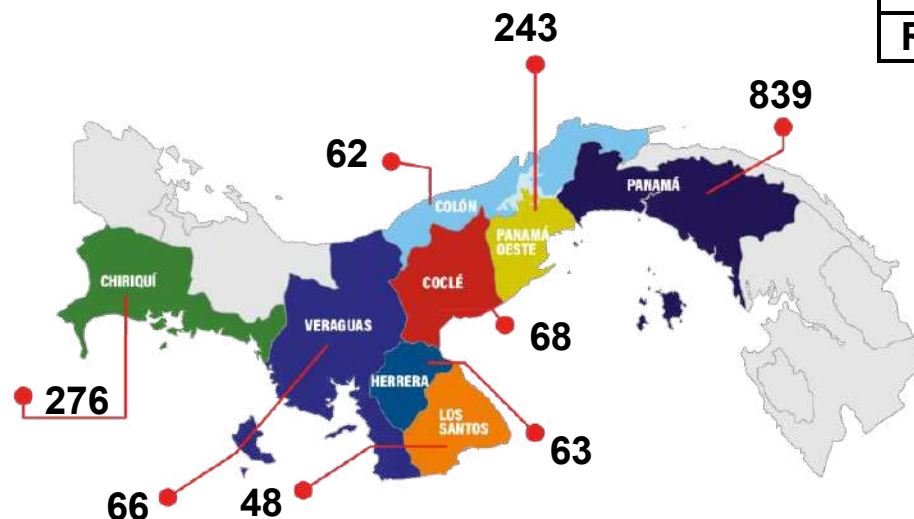 243
R
839
62
PANAMÁ
COLÓN
PANAMÁ
OESTE
CHIRIQUÍ
COCLÉ
VERAGUAS
68
276
HERRERA
LOS
SANTOS
63
66
48